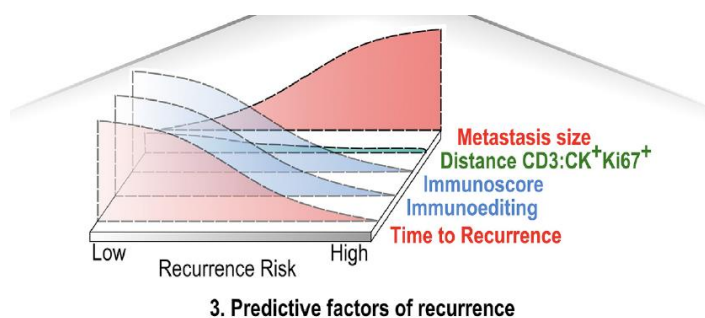 Metastasis size
Distance CD3:CK⁺Ki67⁺
Immunoscore
Immunoediting
Time to Recurrence
Low
High
Recurrence Risk
3. Predictive factors of recurrence